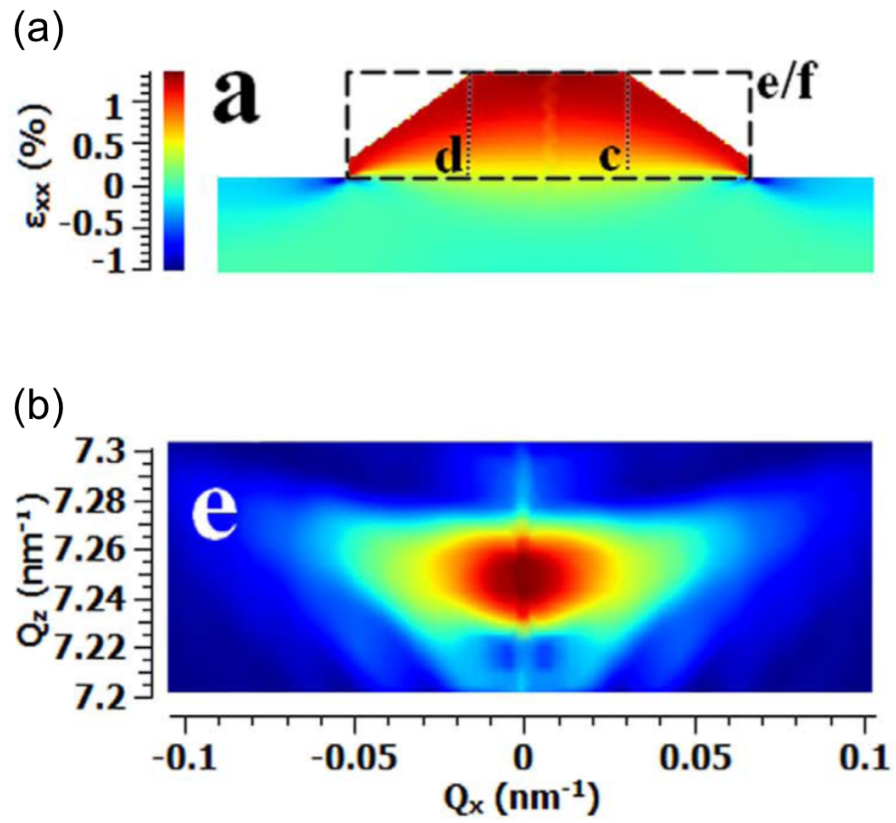 (a)
a
e/f
d
c
εxx (%)
1
0.5
0
-0.5
-1
(b)
e
Qz (nm⁻¹)
7.3
7.28
7.26
7.24
7.22
7.2
-0.1 -0.05 0 0.05 0.1
Qx (nm⁻¹)